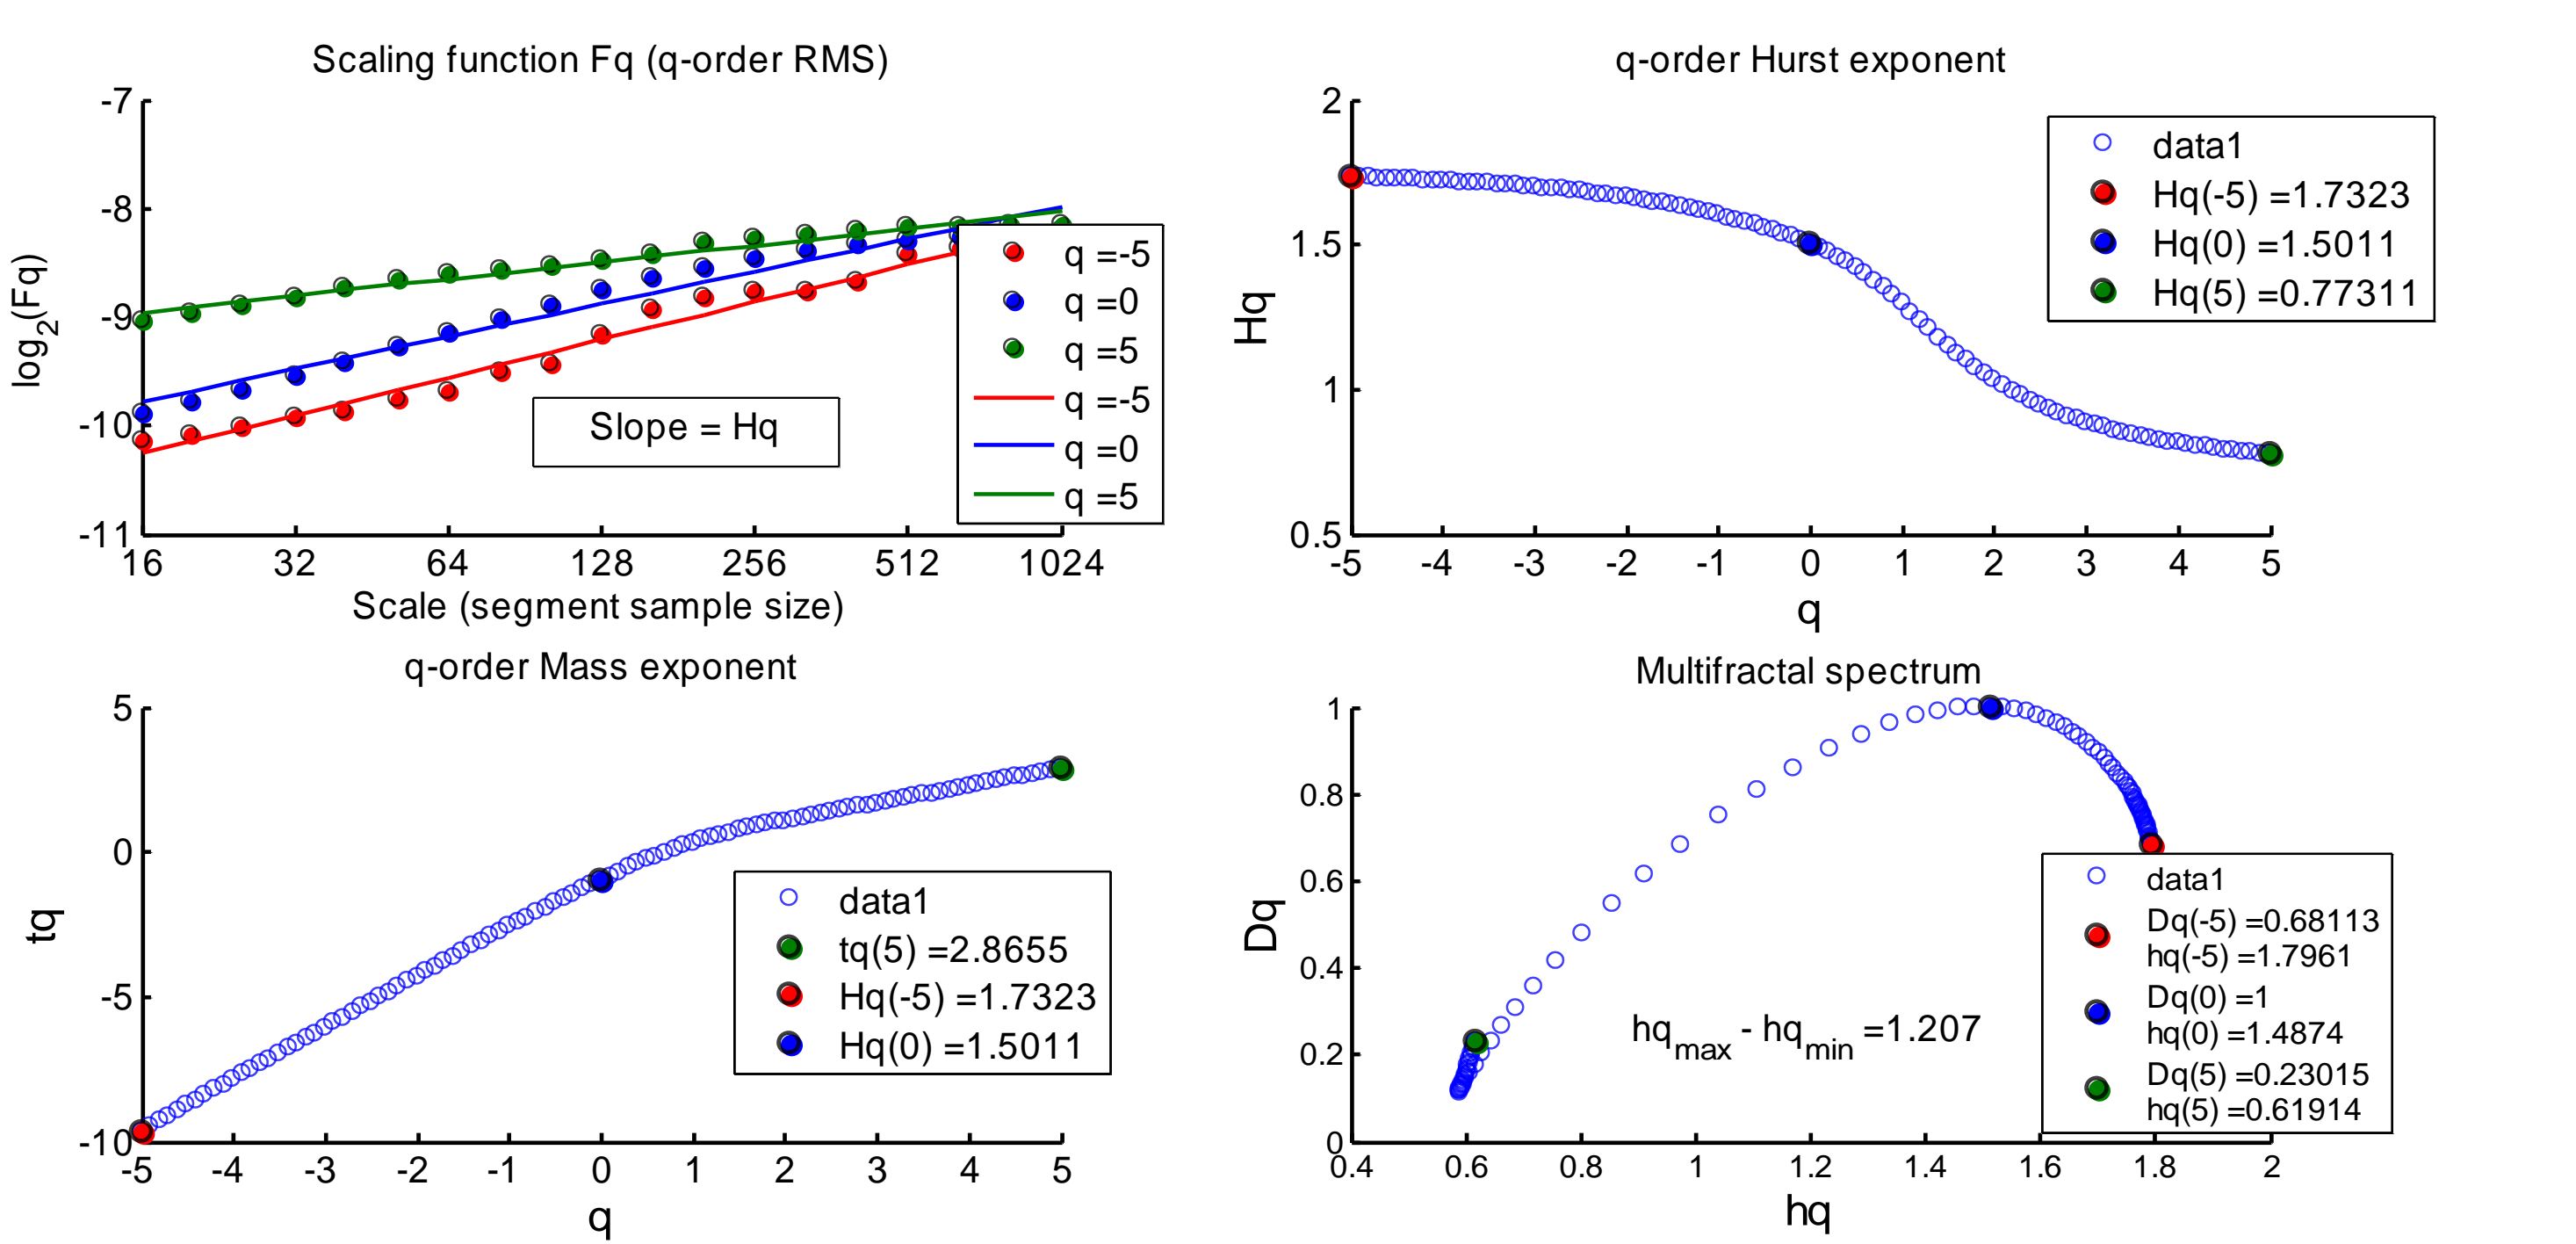 Scaling function Fq (q-order RMS)
-7
-8
-9
-10
-11
log2(Fq)
16 32 64 128 256 512 1024
Scale (segment sample size)
Slope = Hq
q =-5
q =0
q =5
q =-5
q =0
q =5
q-order Hurst exponent
2
1.5
1
0.5
Hq
-5 -4 -3 -2 -1 0 1 2 3 4 5
q
data1
Hq(-5) =1.7323
Hq(0) =1.5011
Hq(5) =0.77311
q-order Mass exponent
5
0
-5
-10
tq
-5 -4 -3 -2 -1 0 1 2 3 4 5
q
data1
tq(5) =2.8655
Hq(-5) =1.7323
Hq(0) =1.5011
Multifractal spectrum
1
0.8
0.6
0.4
0.2
0
Dq
0.4 0.6 0.8 1 1.2 1.4 1.6 1.8 2
hq
hqmax - hqmin =1.207
data1
Dq(-5) =0.68113
hq(-5) =1.7961
Dq(0) =1
hq(0) =1.4874
Dq(5) =0.23015
hq(5) =0.61914